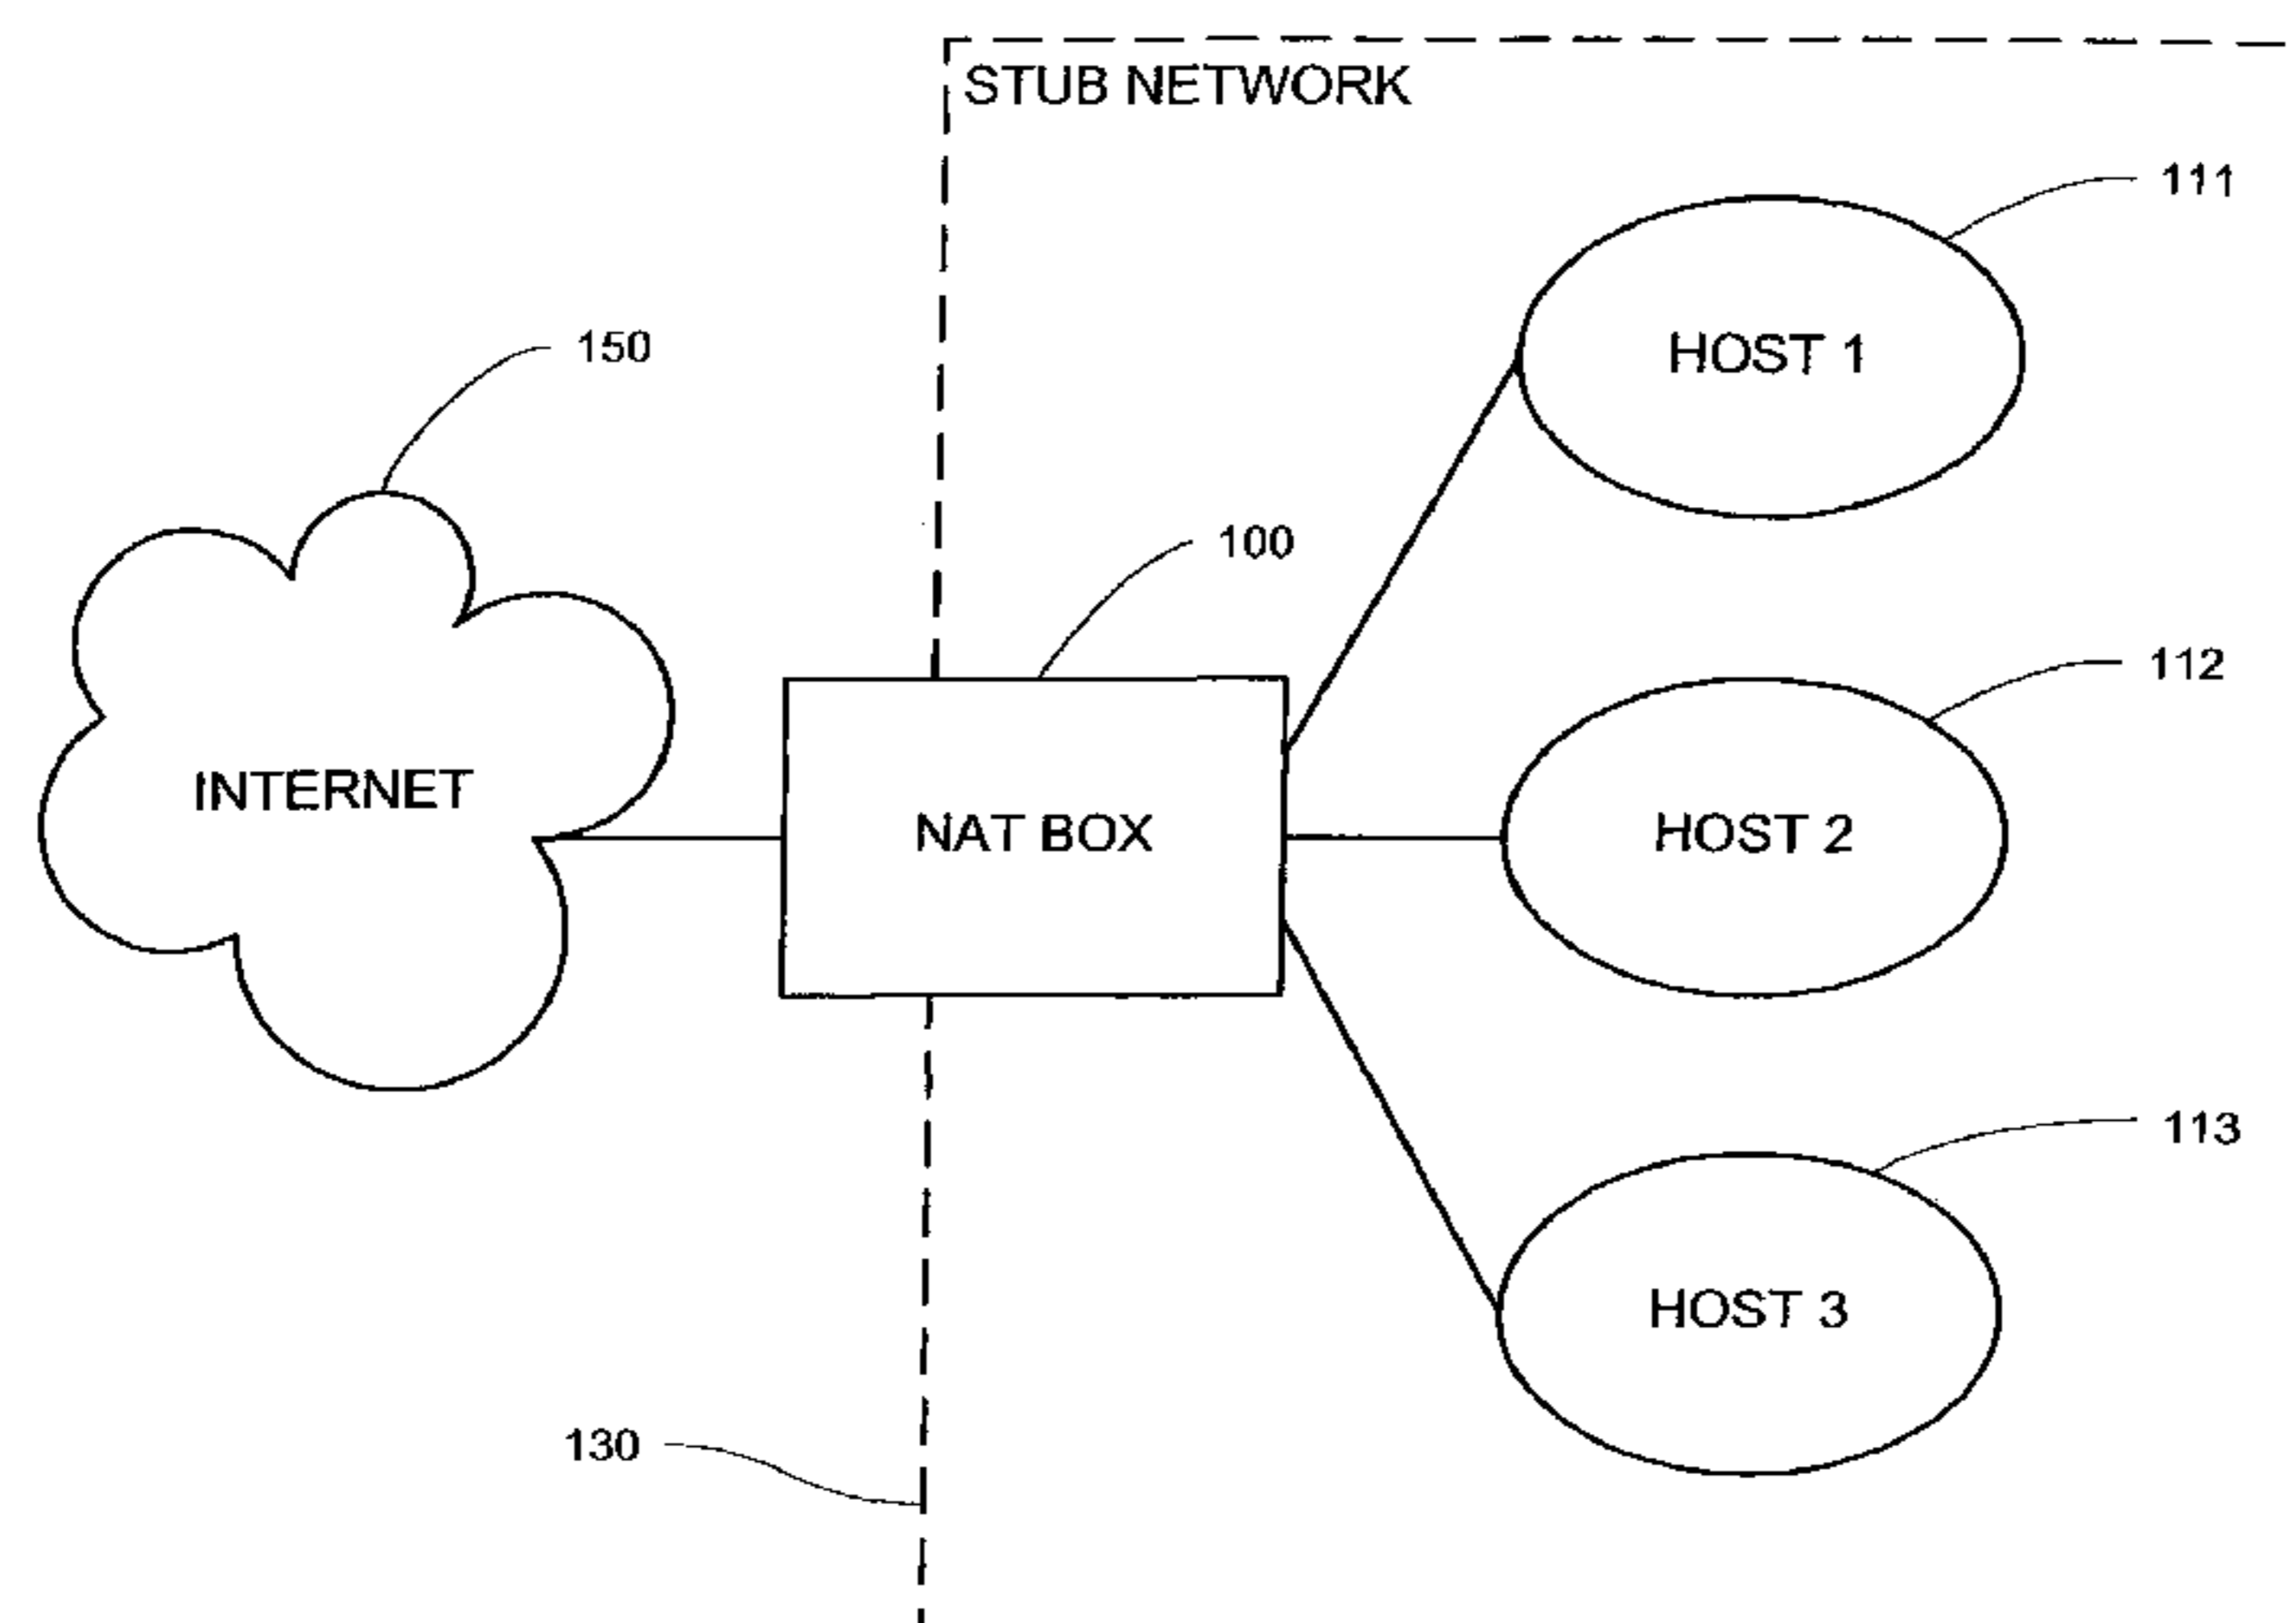 STUB NETWORK
111
HOST 1
150
100
112
INTERNET
NAT BOX
HOST 2
113
HOST 3
130